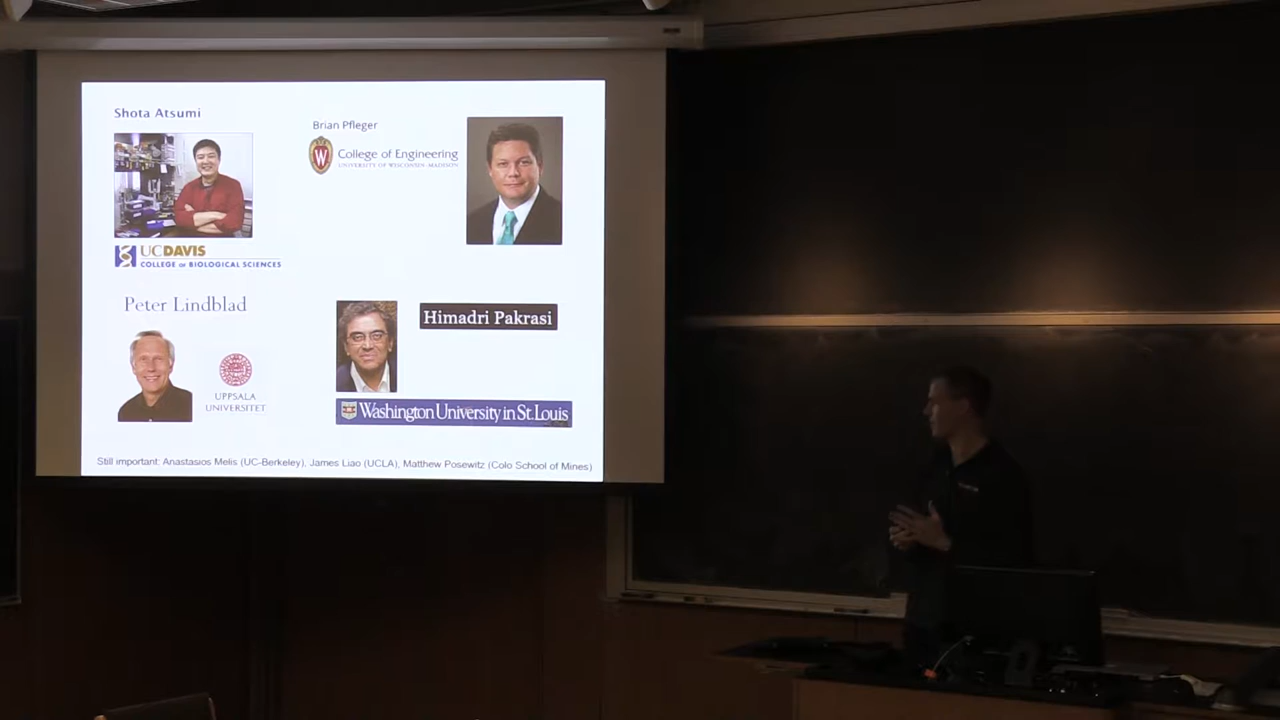 Shota Atsumi
Brian Pfleger
W
College of Engineering
UNIVERSITY OF WISCONSIN-MADISON
UC DAVIS
COLLEGE OF BIOLOGICAL SCIENCES
Peter Lindblad
UPPSALA
UNIVERSITET
Himadri Pakrasi
Washington University in St. Louis
Still important: Anastasios Melis (UC-Berkeley), James Liao (UCLA), Matthew Posewitz (Colo School of Mines)